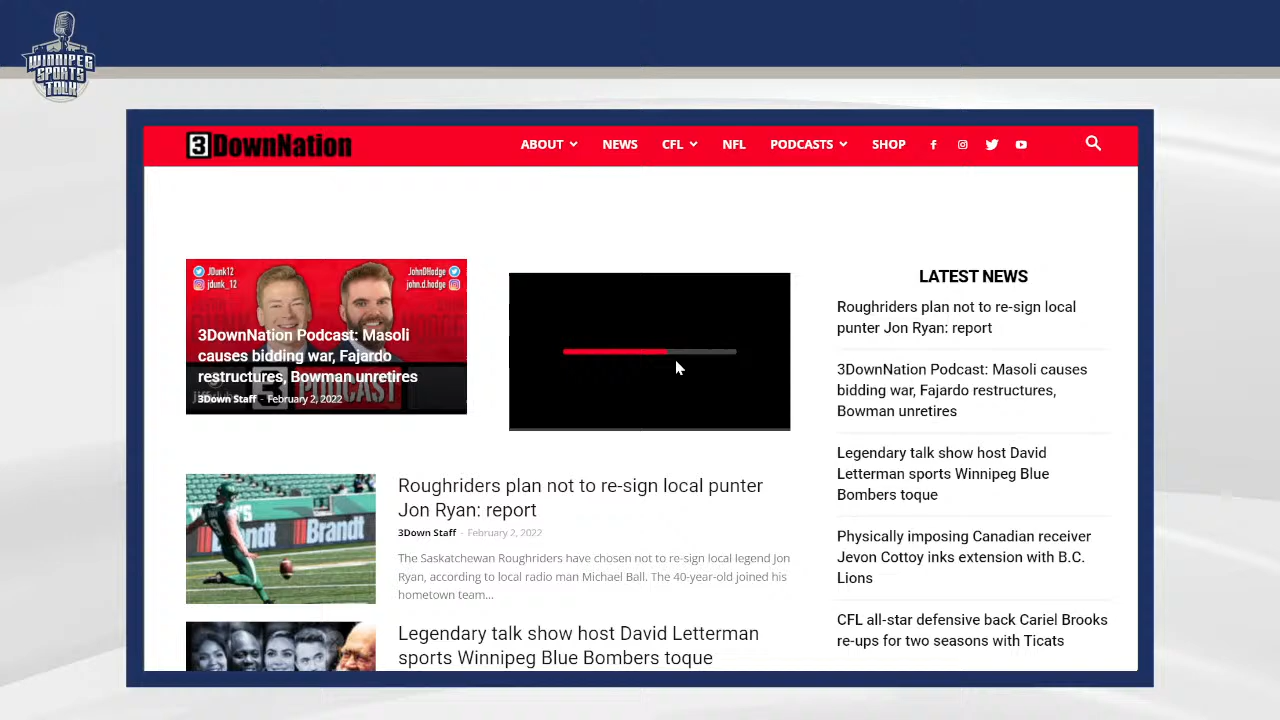 WINNIPEG
SPORTS
TALK
3DownNation
ABOUT
NEWS
CFL
NFL
PODCASTS
SHOP
JDunk12
jdunk_12
JohnDHodge
john.d.hodge
3DownNation Podcast: Masoli
causes bidding war, Fajardo
restructures, Bowman unretires
3 PODCAST
3Down Staff - February 2, 2022
Roughriders plan not to re-sign local punter
Jon Ryan: report
3Down Staff - February 2, 2022
The Saskatchewan Roughriders have chosen not to re-sign local legend Jon
Ryan, according to local radio man Michael Ball. The 40-year-old joined his
hometown team...
Brandt
Brandt
Legendary talk show host David Letterman
sports Winnipeg Blue Bombers toque
LATEST NEWS
Roughriders plan not to re-sign local
punter Jon Ryan: report
3DownNation Podcast: Masoli causes
bidding war, Fajardo restructures,
Bowman unretires
Legendary talk show host David
Letterman sports Winnipeg Blue
Bombers toque
Physically imposing Canadian receiver
Jevon Cottoy inks extension with B.C.
Lions
CFL all-star defensive back Cariel Brooks
re-ups for two seasons with Ticats